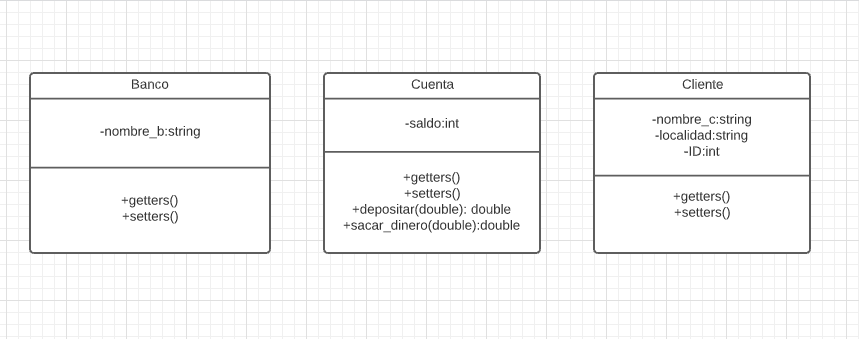 Banco
-nombre_b:string
+getters()
+setters()
Cuenta
-saldo:int
+getters()
+setters()
+depositar(double): double
+sacar_dinero(double):double
Cliente
-nombre_c:string
-localidad:string
-ID:int
+getters()
+setters()